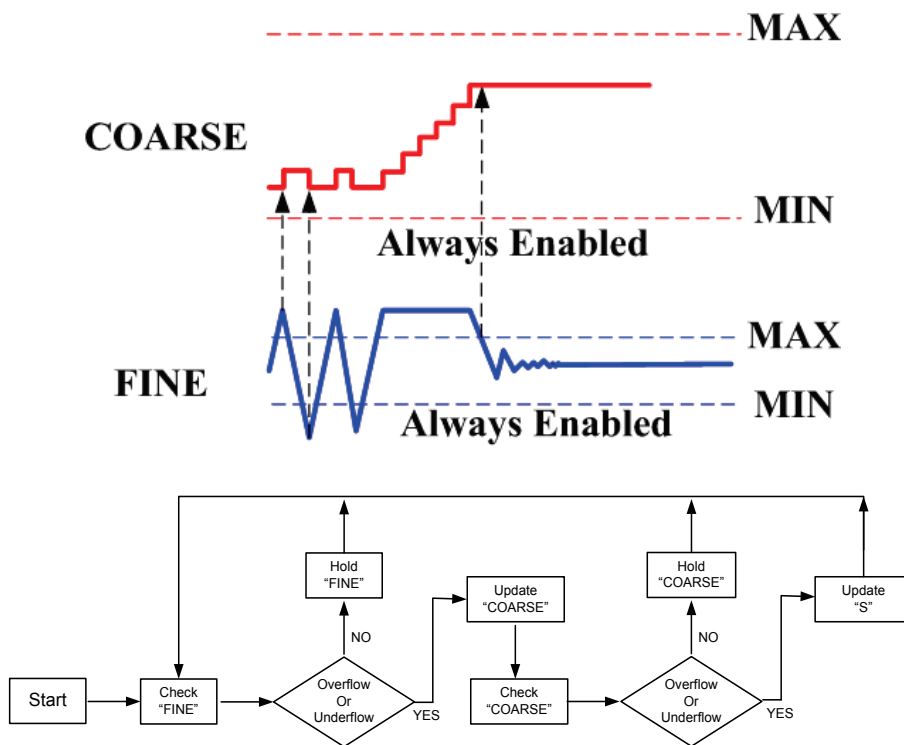 MAX
COARSE
MIN
Always Enabled
MAX
FINE
MIN
Always Enabled
Hold
“FINE”
Update
“COARSE”
Hold
“COARSE”
Update
“S”
NO
NO
Start
Check
“FINE”
Overflow
Or
Underflow
YES
Check
“COARSE”
Overflow
Or
Underflow
YES